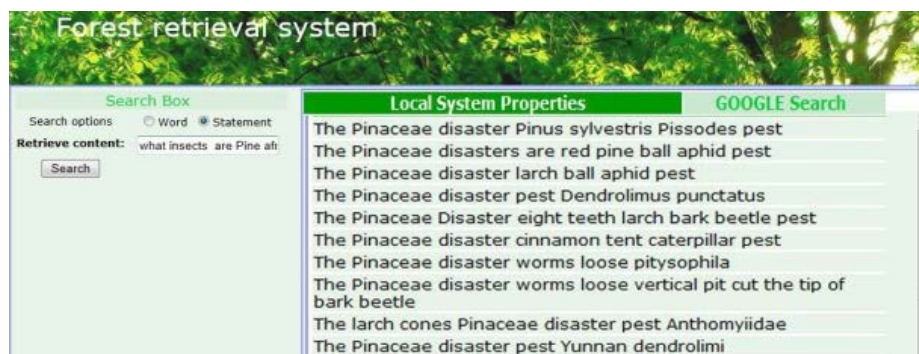 Forest retrieval system
Search Box
Search options Word Statement
Retrieve content: what insects are Pine afr
Search
Local System Properties GOOGLE Search
The Pinaceae disaster Pinus sylvestris Pissodes pest
The Pinaceae disasters are red pine ball aphid pest
The Pinaceae disaster larch ball aphid pest
The Pinaceae disaster pest Dendrolimus punctatus
The Pinaceae Disaster eight teeth larch bark beetle pest
The Pinaceae disaster cinnamon tent caterpillar pest
The Pinaceae disaster worms loose pitysophila
The Pinaceae disaster worms loose vertical pit cut the tip of
bark beetle
The larch cones Pinaceae disaster pest Anthomyiidae
The Pinaceae disaster pest Yunnan dendrolimi